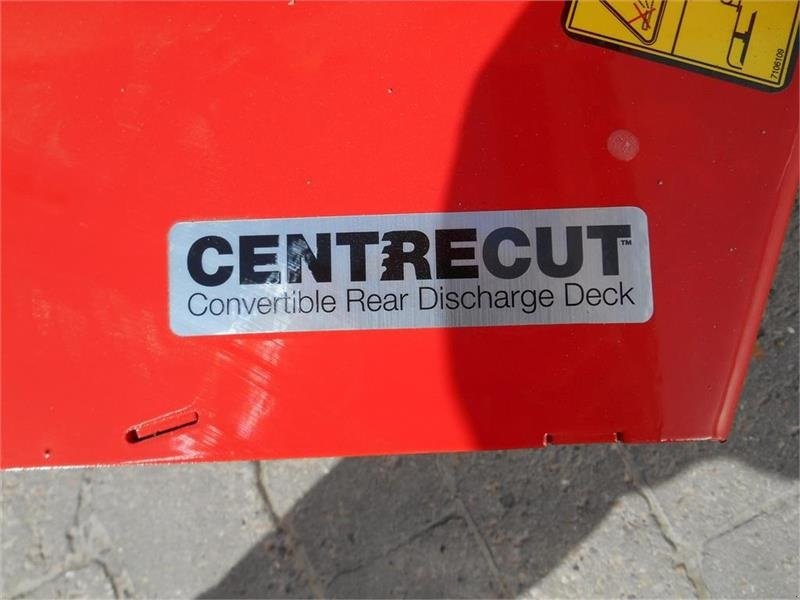 7106109
CENTRECUT™
Convertible Rear Discharge Deck